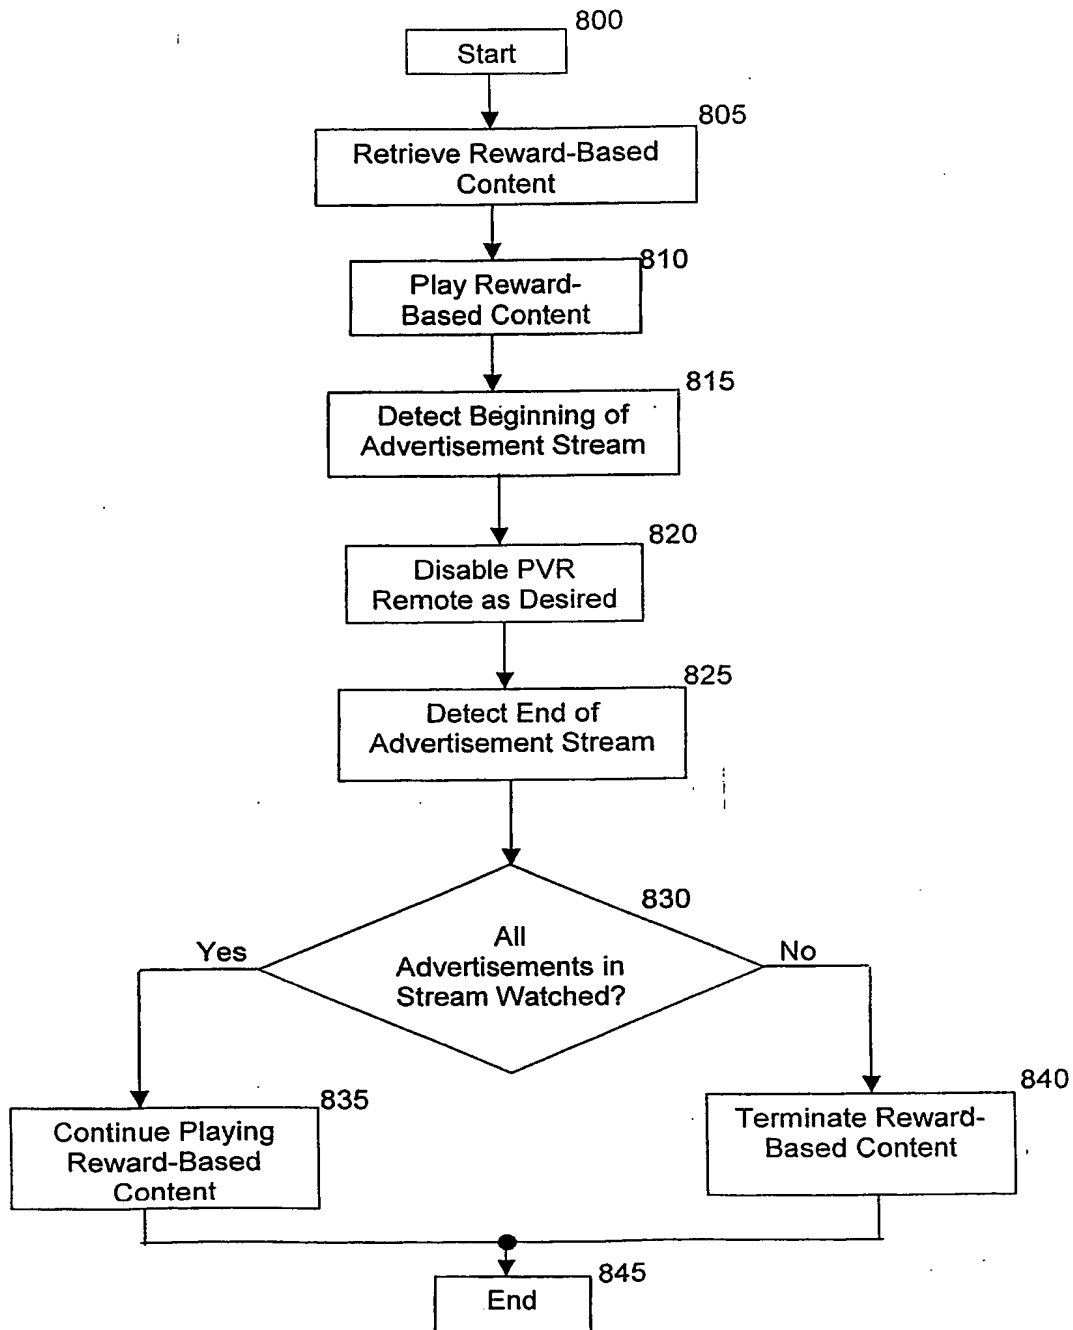 800
Start
805
Retrieve Reward-Based
Content
810
Play Reward-
Based Content
815
Detect Beginning of
Advertisement Stream
820
Disable PVR
Remote as Desired
825
Detect End of
Advertisement Stream
830
All
Advertisements in
Stream Watched?
Yes
No
835
Continue Playing
Reward-Based
Content
840
Terminate Reward-
Based Content
845
End